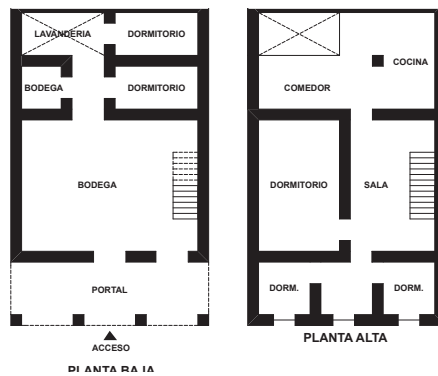 LAVANDERIA DORMITORIO
BODEGA DORMITORIO
BODEGA
PORTAL
ACCESO
PLANTA BAJA
COCINA
COMEDOR
DORMITORIO SALA
DORM. DORM.
PLANTA ALTA